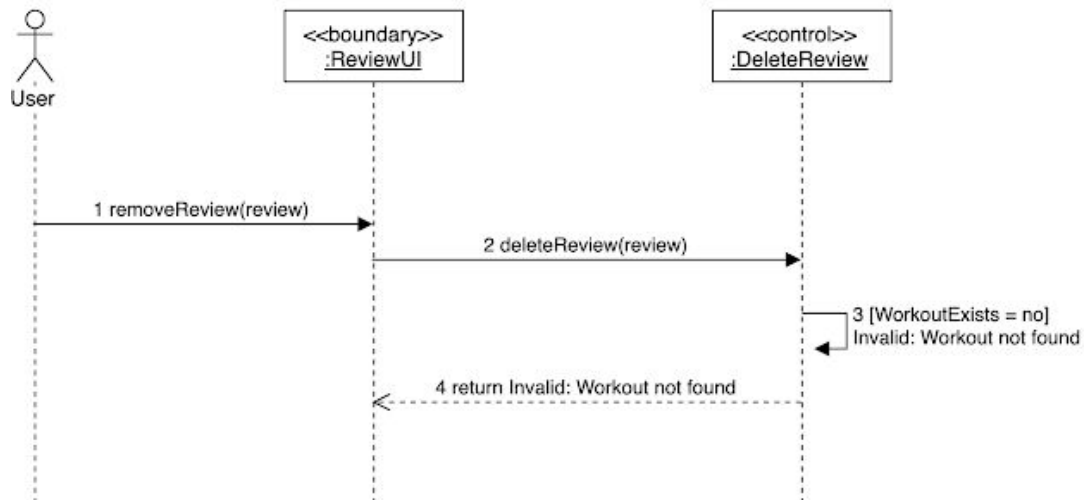 <<boundary>>
:ReviewUI
<<control>>
:DeleteReview
User
1 removeReview(review)
2 deleteReview(review)
3 [WorkoutExists = no]
Invalid: Workout not found
4 return Invalid: Workout not found